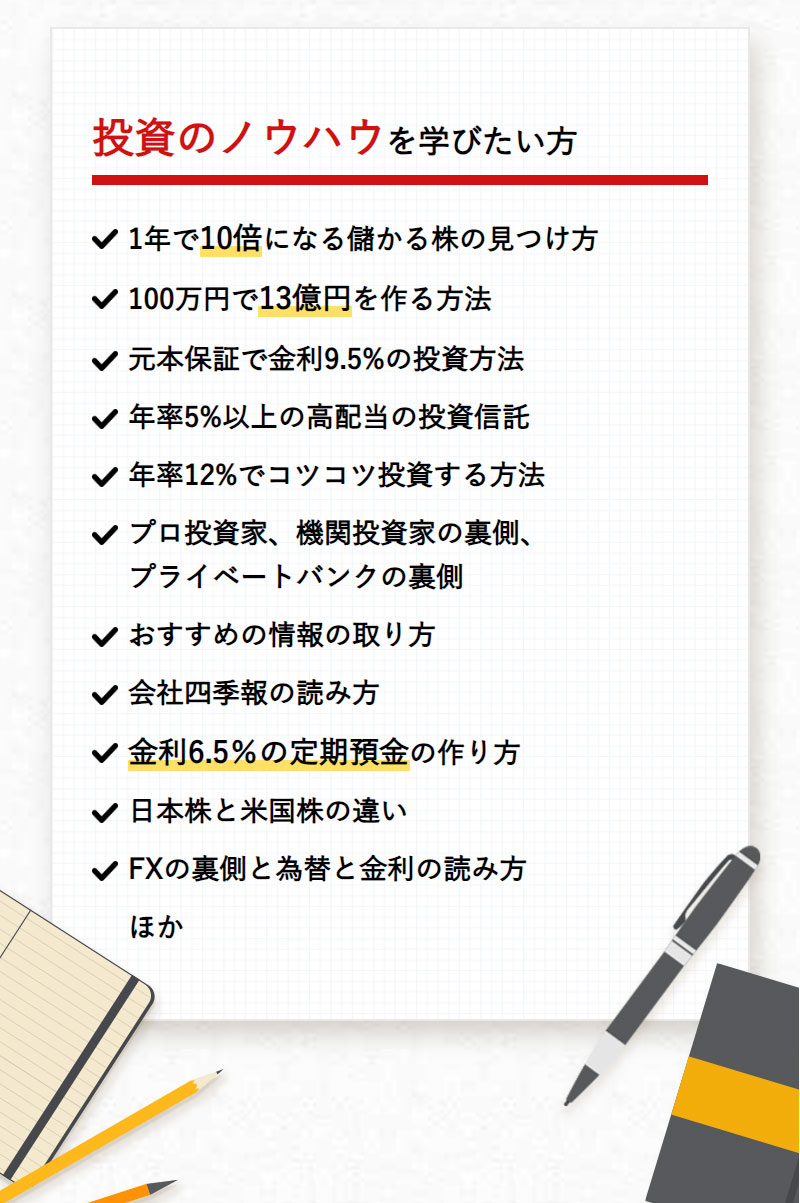 投資のノウハウを学びたい方
1年で10倍になる儲かる株の見つけ方
100万円で13億円を作る方法
元本保証で金利9.5%の投資方法
年率5%以上の高配当の投資信託
年率12%でコツコツ投資する方法
プロ投資家、機関投資家の裏側、
プライベートバンクの裏側
おすすめの情報の取り方
会社四季報の読み方
金利6.5％の定期預金の作り方
日本株と米国株の違い
FXの裏側と為替と金利の読み方
ほか